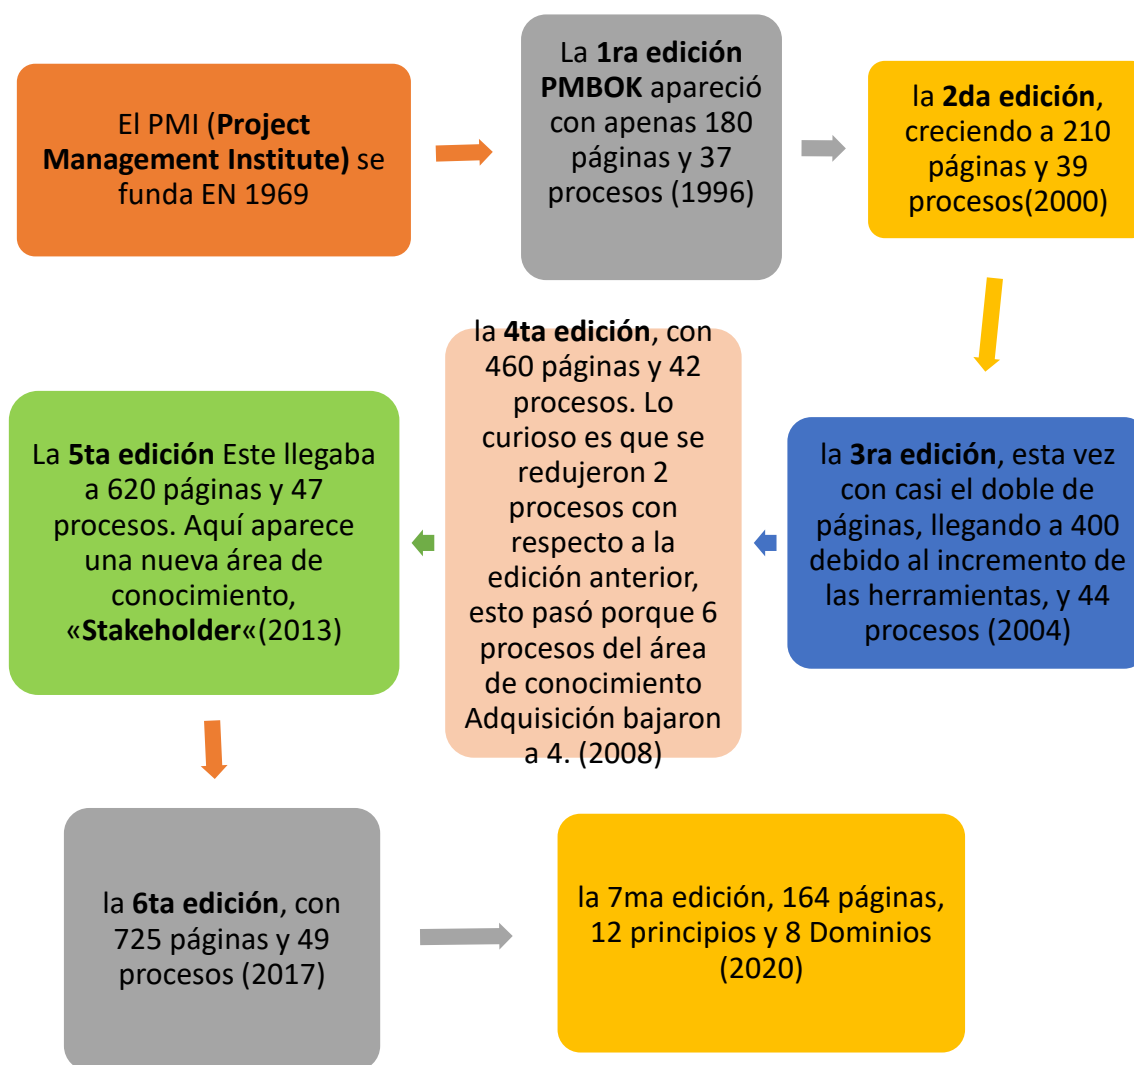 El PMI (Project
Management Institute) se
funda EN 1969
La 1ra edición
PMBOK apareció
con apenas 180
páginas y 37
procesos (1996)
la 2da edición,
creciendo a 210
páginas y 39
procesos(2000)
la 3ra edición, esta vez
con casi el doble de
páginas, llegando a 400
debido al incremento de
las herramientas, y 44
procesos (2004)
la 4ta edición, con
460 páginas y 42
procesos. Lo
curioso es que se
redujeron 2
procesos con
respecto a la
edición anterior,
esto pasó porque 6
procesos del área
de conocimiento
Adquisición bajaron
a 4. (2008)
La 5ta edición Este llegaba
a 620 páginas y 47
procesos. Aquí aparece
una nueva área de
conocimiento,
«Stakeholder«(2013)
la 6ta edición, con
725 páginas y 49
procesos (2017)
la 7ma edición, 164 páginas,
12 principios y 8 Dominios
(2020)